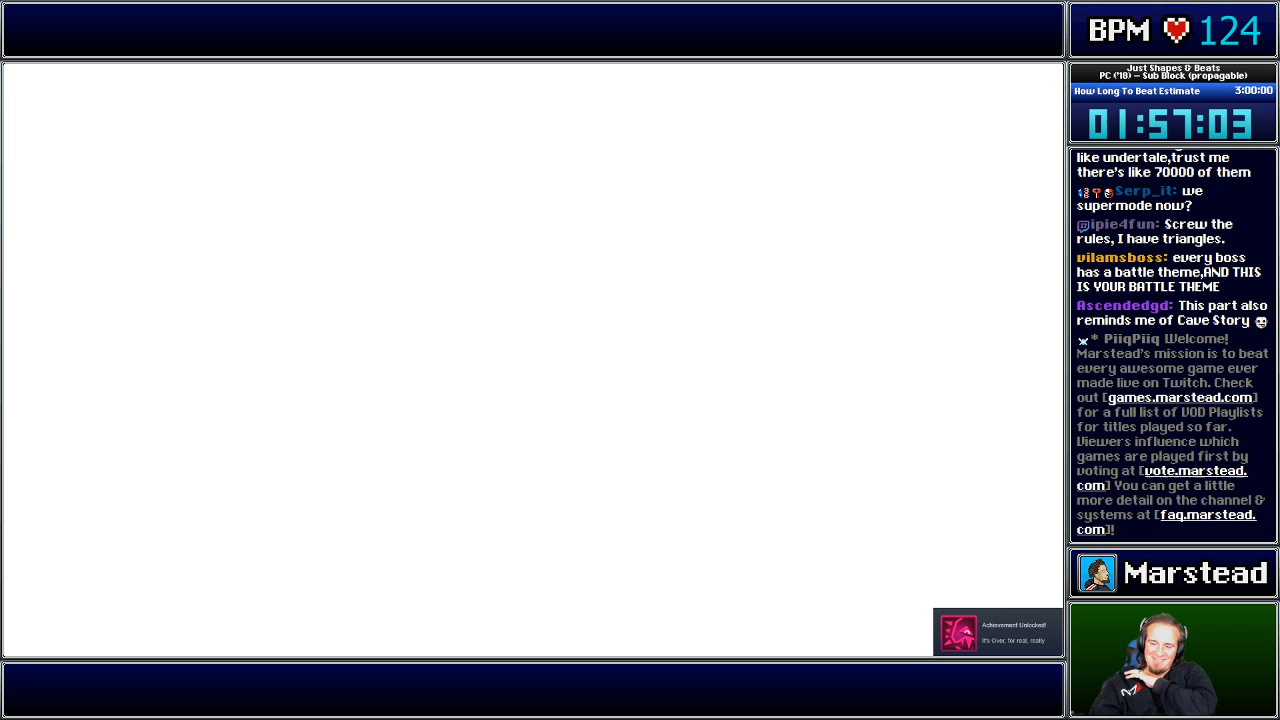 BPM 124
Just Shapes & Beats
PC ('18) – Sub Block (propagable)
How Long To Beat Estimate 3:00:00
01:57:03
like undertale,trust me
there's like 70000 of them
Serp_it: we
supermode now?
ipie4fun: Screw the
rules, I have triangles.
vilamsboss: every boss
has a battle theme,AND THIS
IS YOUR BATTLE THEME
Ascendedgd: This part also
reminds me of Cave Story
* PiiqPiiq Welcome!
Marstead's mission is to beat
every awesome game ever
made live on Twitch. Check
out [games.marstead.com]
for a full list of VOD Playlists
for titles played so far.
Viewers influence which
games are played first by
voting at [vote.marstead.
com] You can get a little
more detail on the channel &
systems at [faq.marstead.
com]!
Marstead
Achievement Unlocked!
It's Over, for real, really